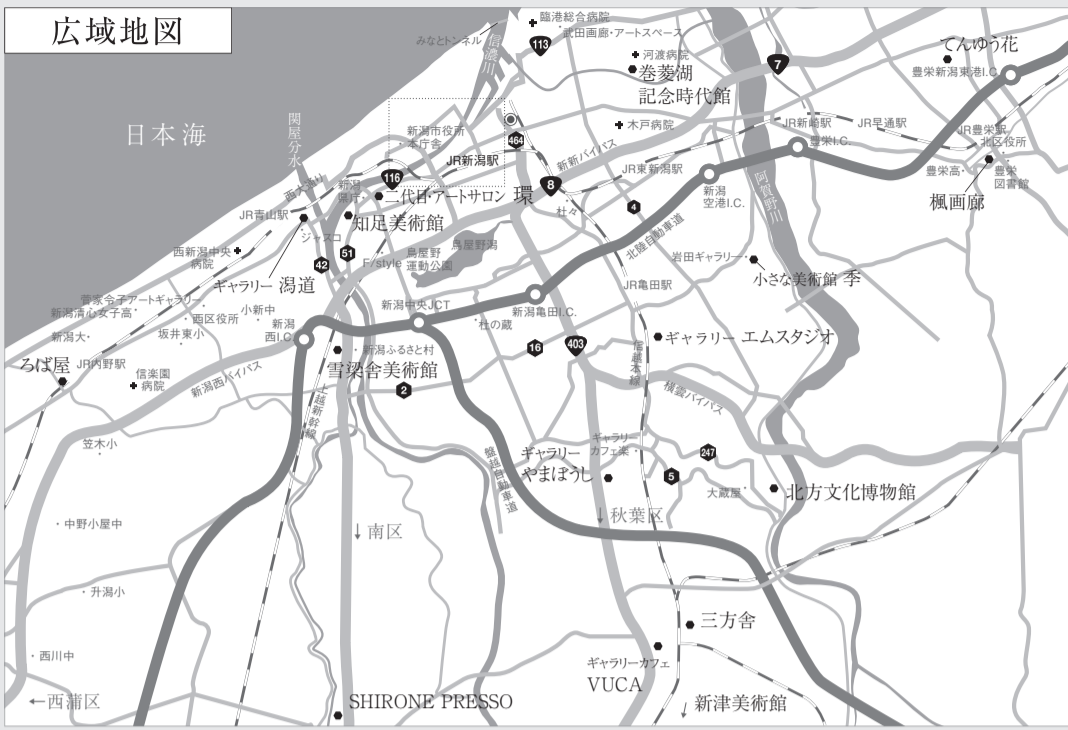 広域地図
臨港総合病院
武田画廊・アートスペース
みなとトンネル
信濃川
113
河渡病院
巻菱湖
記念時代館
7
てんゆう花
豊栄新潟東港I.C.
日本海
関屋分水
新潟市役所
本庁舎
464
木戸病院
JR新崎駅
JR早通駅
JR豊栄駅
北区役所
豊栄I.C.
JR新潟駅
新新バイパス
JR東新潟駅
豊栄高
豊栄
図書館
楓画廊
西大通り
新潟
県庁
116
二代目・アートサロン 環
8
杜々
4
新潟
空港I.C.
阿賀野川
JR青山駅
ジャスコ
知足美術館
西新潟中央
病院
51
42
F/style
鳥屋野
運動公園
鳥屋野潟
北陸自動車道
岩田ギャラリー
小さな美術館 季
ギャラリー 潟道
JR亀田駅
菅家令子アートギャラリー
新潟清心女子高
西区役所
小新中
新潟中央JCT
新潟亀田I.C.
新潟大
坂井東小
新潟
西I.C.
杜の蔵
ろば屋
JR内野駅
信楽園
病院
新潟西バイパス
新潟ふるさと村
雪梁舎美術館
2
16
403
信越本線
ギャラリー エムスタジオ
横雲バイパス
上越新幹線
笠木小
磐越自動車道
ギャラリー
やまぼうし
ギャラリー
カフェ楽
247
5
大蔵屋
北方文化博物館
中野小屋中
↓南区
↓秋葉区
升潟小
三方舎
西川中
ギャラリーカフェ
VUCA
←西蒲区
SHIRONE PRESSO
↓新津美術館